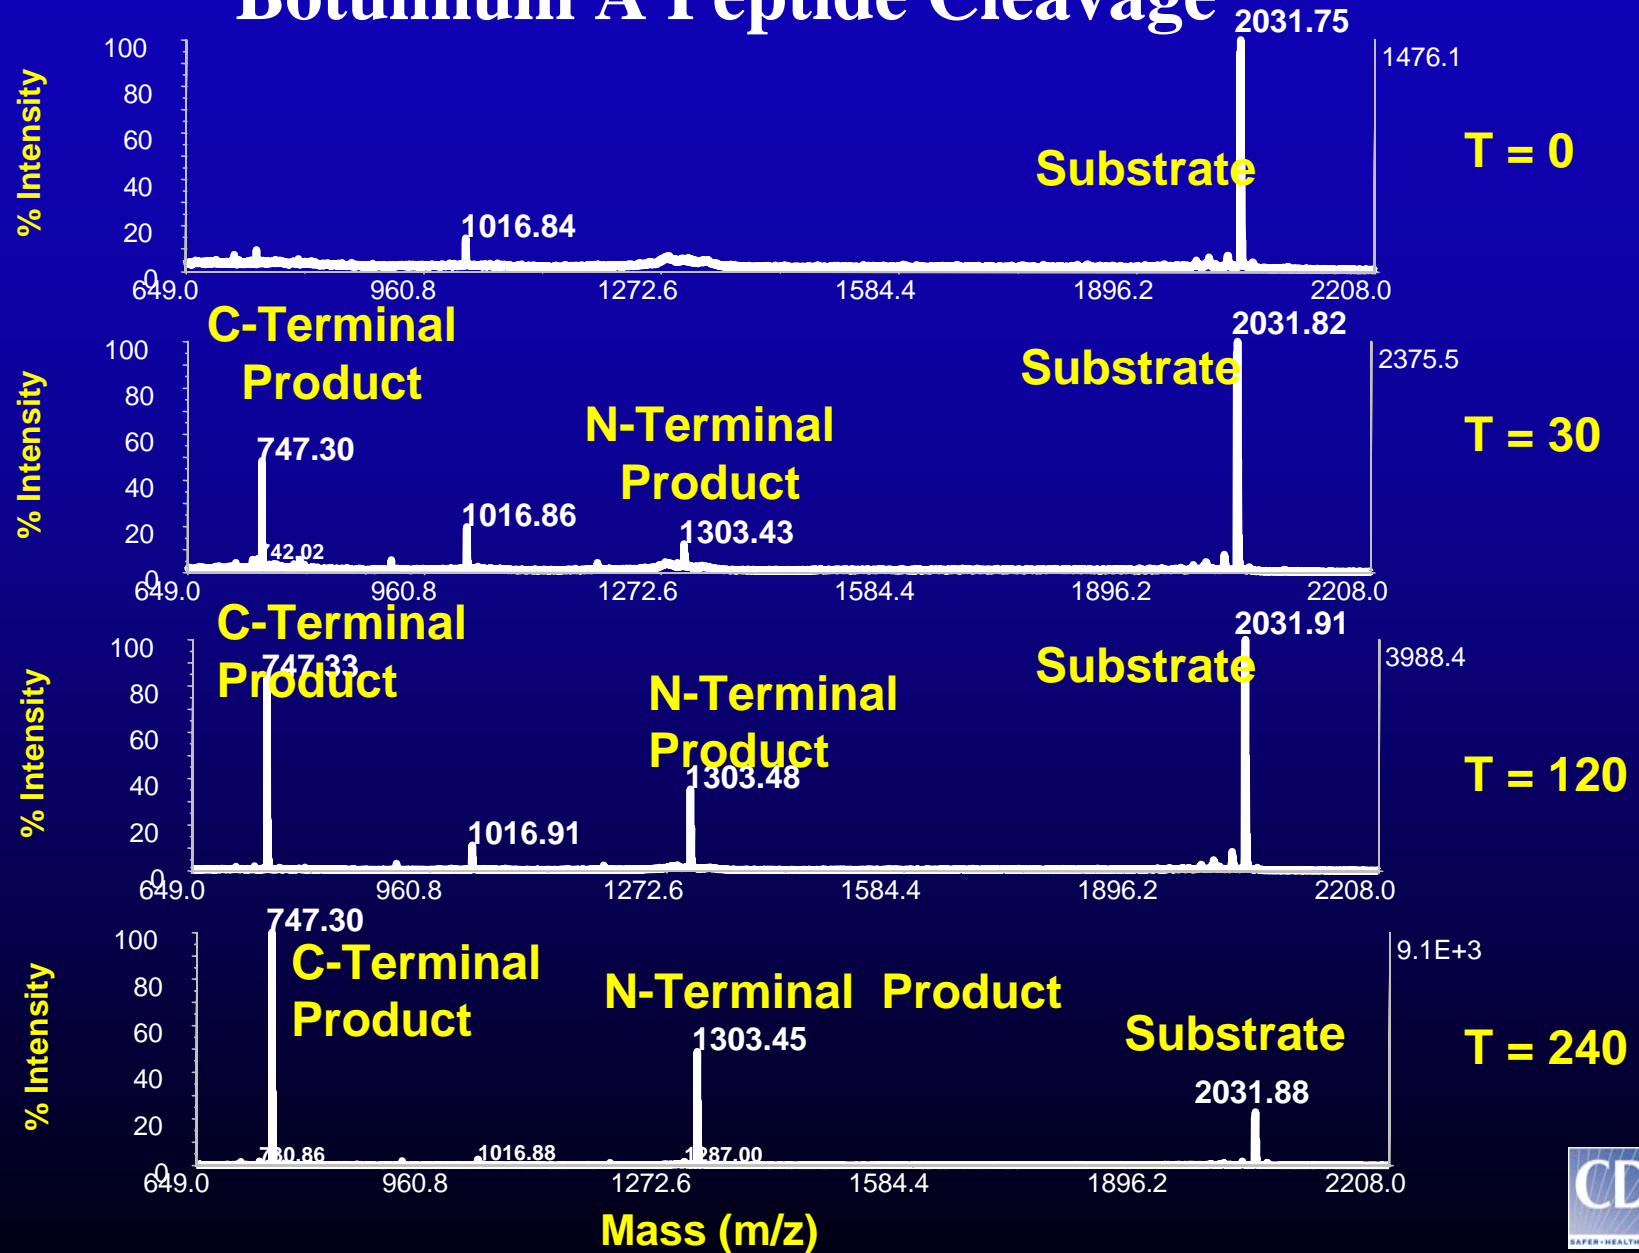 Botulinum A Peptide Cleavage
2031.75
100
80
60
40
20
0
% Intensity
1476.1
T = 0
Substrate
1016.84
649.0 960.8 1272.6 1584.4 1896.2 2208.0
C-Terminal
Product
2031.82
100
80
60
40
20
0
% Intensity
2375.5
Substrate
N-Terminal
Product
T = 30
747.30
1016.86
1303.43
742.02
649.0 960.8 1272.6 1584.4 1896.2 2208.0
C-Terminal
Product
2031.91
100
80
60
40
20
0
% Intensity
747.33
3988.4
Substrate
N-Terminal
Product
1303.48
T = 120
1016.91
649.0 960.8 1272.6 1584.4 1896.2 2208.0
747.30
100
80
60
40
20
0
% Intensity
9.1E+3
C-Terminal
Product
N-Terminal Product
1303.45
Substrate
T = 240
2031.88
1016.88
649.0 960.8 1272.6 1584.4 1896.2 2208.0
Mass (m/z)
CD